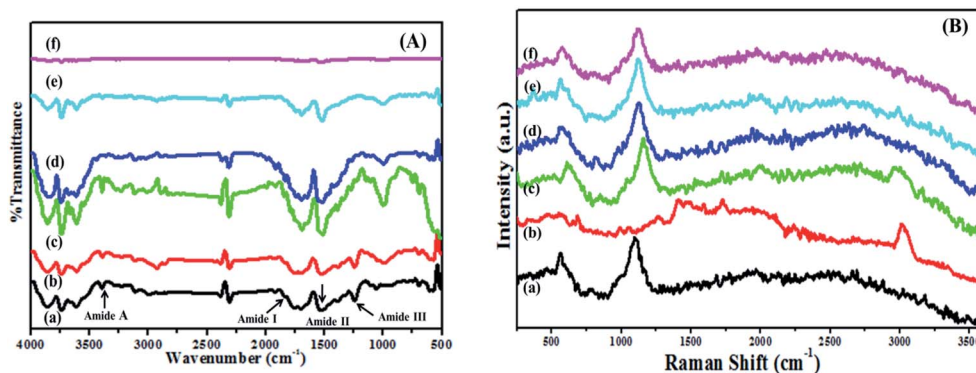 (A)
(f)
(e)
(d)
(c)
(b)
(a)
Amide A
Amide I
Amide II
Amide III
%Transmittance
4000 3500 3000 2500 2000 1500 1000 500
Wavenumber (cm-1)
(B)
(f)
(e)
(d)
(c)
(b)
(a)
Intensity (a.u.)
500 1000 1500 2000 2500 3000 3500
Raman Shift (cm-1)